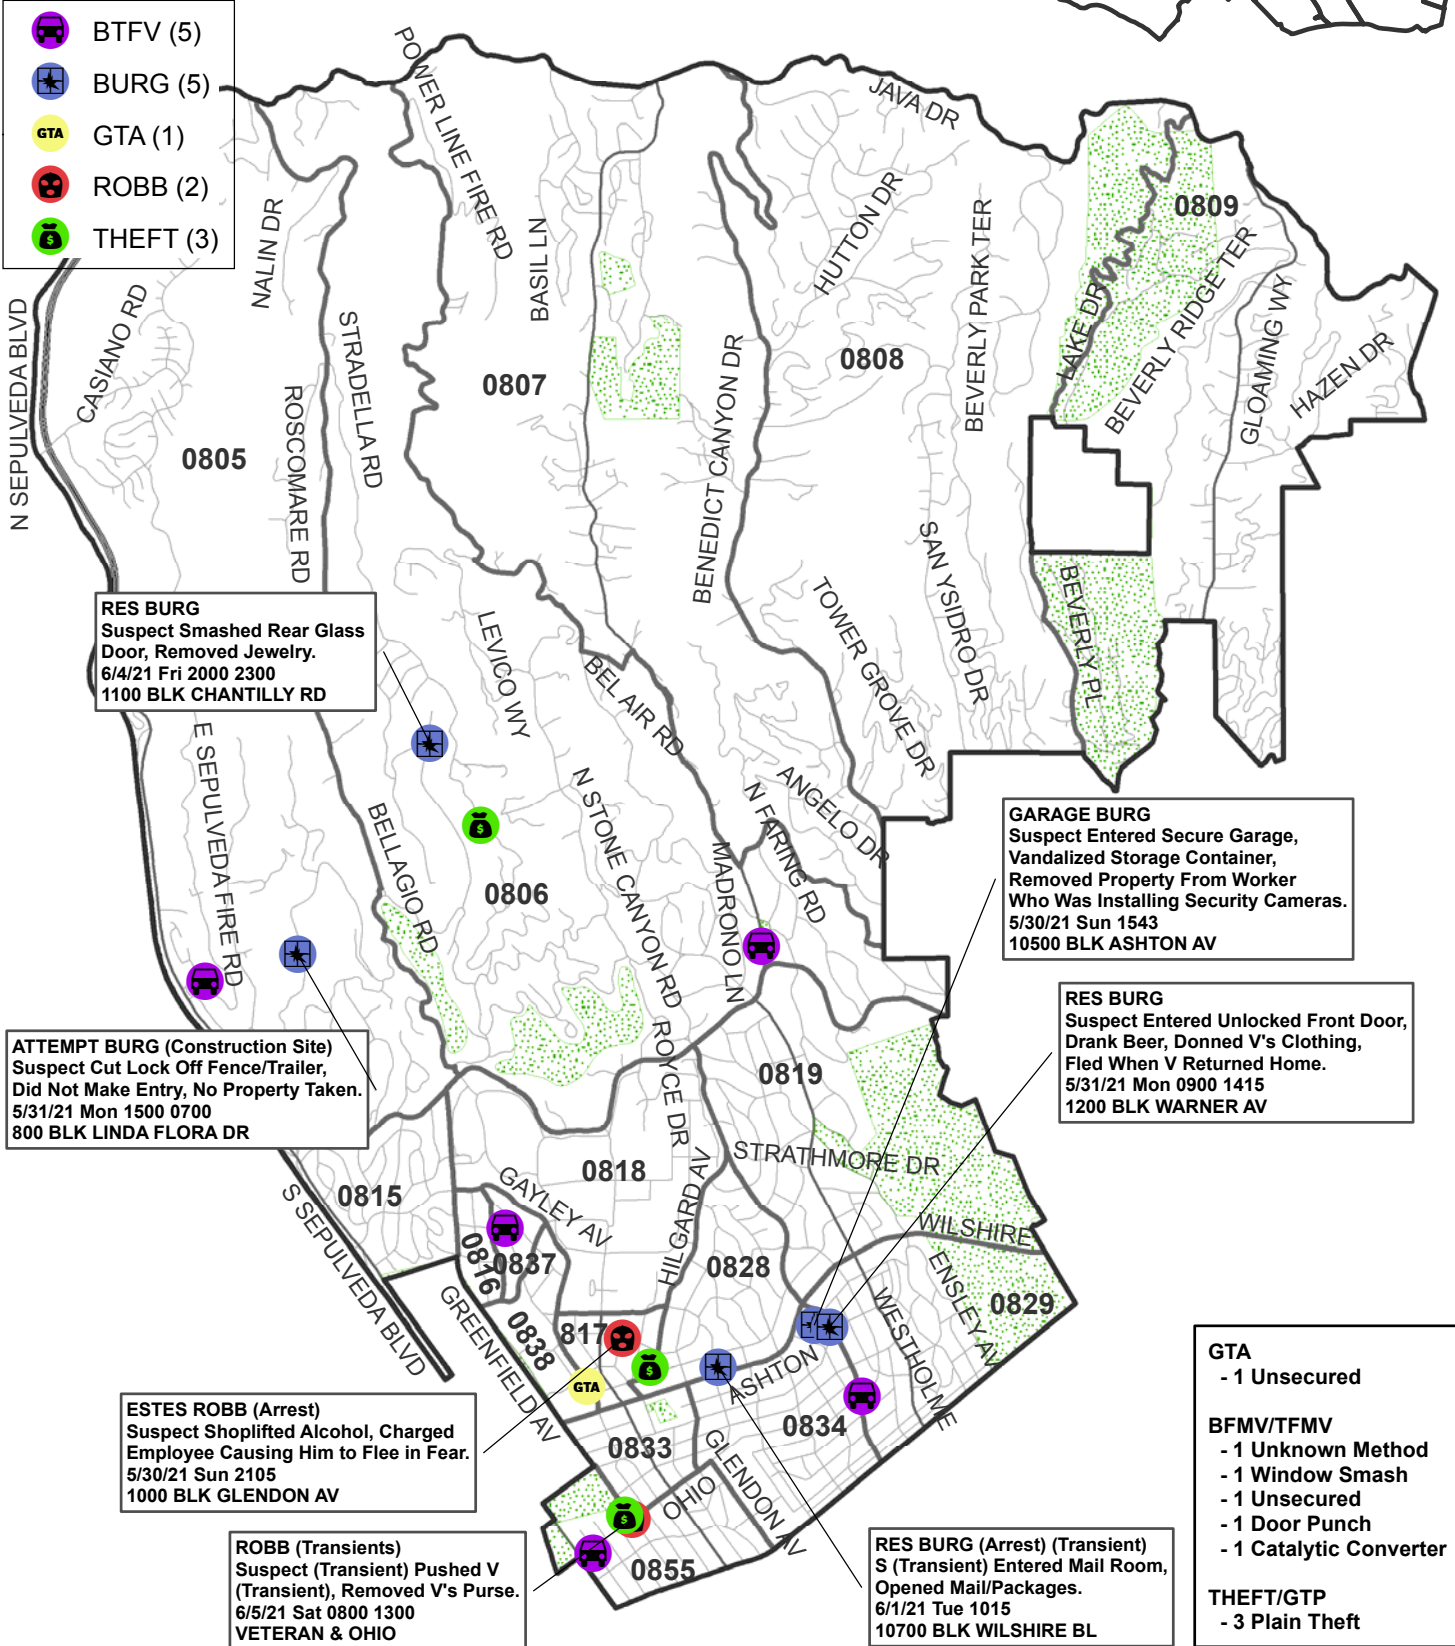 BTFV (5)
BURG (5)
GTA GTA (1)
ROBB (2)
$ THEFT (3)
POWER LINE FIRE RD
JAVA DR
NALIN DR
BASIL LN
HUTTON DR
BEVERLY PARK TER
0809
N SEPULVEDA BLVD
CASIANO RD
STRADELLA RD
ROSCOMARE RD
0805
0807
BENEDICT CANYON DR
0808
LAKE DR
BEVERLY RIDGE TER
GLOAMING WY
HAZEN DR
SAN YSIDRO DR
TOWER GROVE DR
BEVERLY PL
RES BURG
Suspect Smashed Rear Glass
Door, Removed Jewelry.
6/4/21 Fri 2000 2300
1100 BLK CHANTILLY RD
LEVICO WY
BEL AIR RD
E SEPULVEDA FIRE RD
BELLAGIO RD
N STONE CANYON RD
ANGELO DR
N FARING RD
MADRONO LN
$
0806
GARAGE BURG
Suspect Entered Secure Garage,
Vandalized Storage Container,
Removed Property From Worker
Who Was Installing Security Cameras.
5/30/21 Sun 1543
10500 BLK ASHTON AV
RES BURG
Suspect Entered Unlocked Front Door,
Drank Beer, Donned V's Clothing,
Fled When V Returned Home.
5/31/21 Mon 0900 1415
1200 BLK WARNER AV
ATTEMPT BURG (Construction Site)
Suspect Cut Lock Off Fence/Trailer,
Did Not Make Entry, No Property Taken.
5/31/21 Mon 1500 0700
800 BLK LINDA FLORA DR
ROYCE DR
0819
STRATHMORE DR
0818
0815
GAYLEY AV
HILGARD AV
S SEPULVEDA BLVD
0816
0837
0828
WILSHIRE
ENSLEY AV
0829
WESTHOLME
GREENFIELD AV
0838
817
$
GTA
ASHTON
0834
0833
GLENDON AV
OHIO
$
0855
ESTES ROBB (Arrest)
Suspect Shoplifted Alcohol, Charged
Employee Causing Him to Flee in Fear.
5/30/21 Sun 2105
1000 BLK GLENDON AV
ROBB (Transients)
Suspect (Transient) Pushed V
(Transient), Removed V's Purse.
6/5/21 Sat 0800 1300
VETERAN & OHIO
RES BURG (Arrest) (Transient)
S (Transient) Entered Mail Room,
Opened Mail/Packages.
6/1/21 Tue 1015
10700 BLK WILSHIRE BL
GTA
- 1 Unsecured
BFMV/TFMV
- 1 Unknown Method
- 1 Window Smash
- 1 Unsecured
- 1 Door Punch
- 1 Catalytic Converter
THEFT/GTP
- 3 Plain Theft